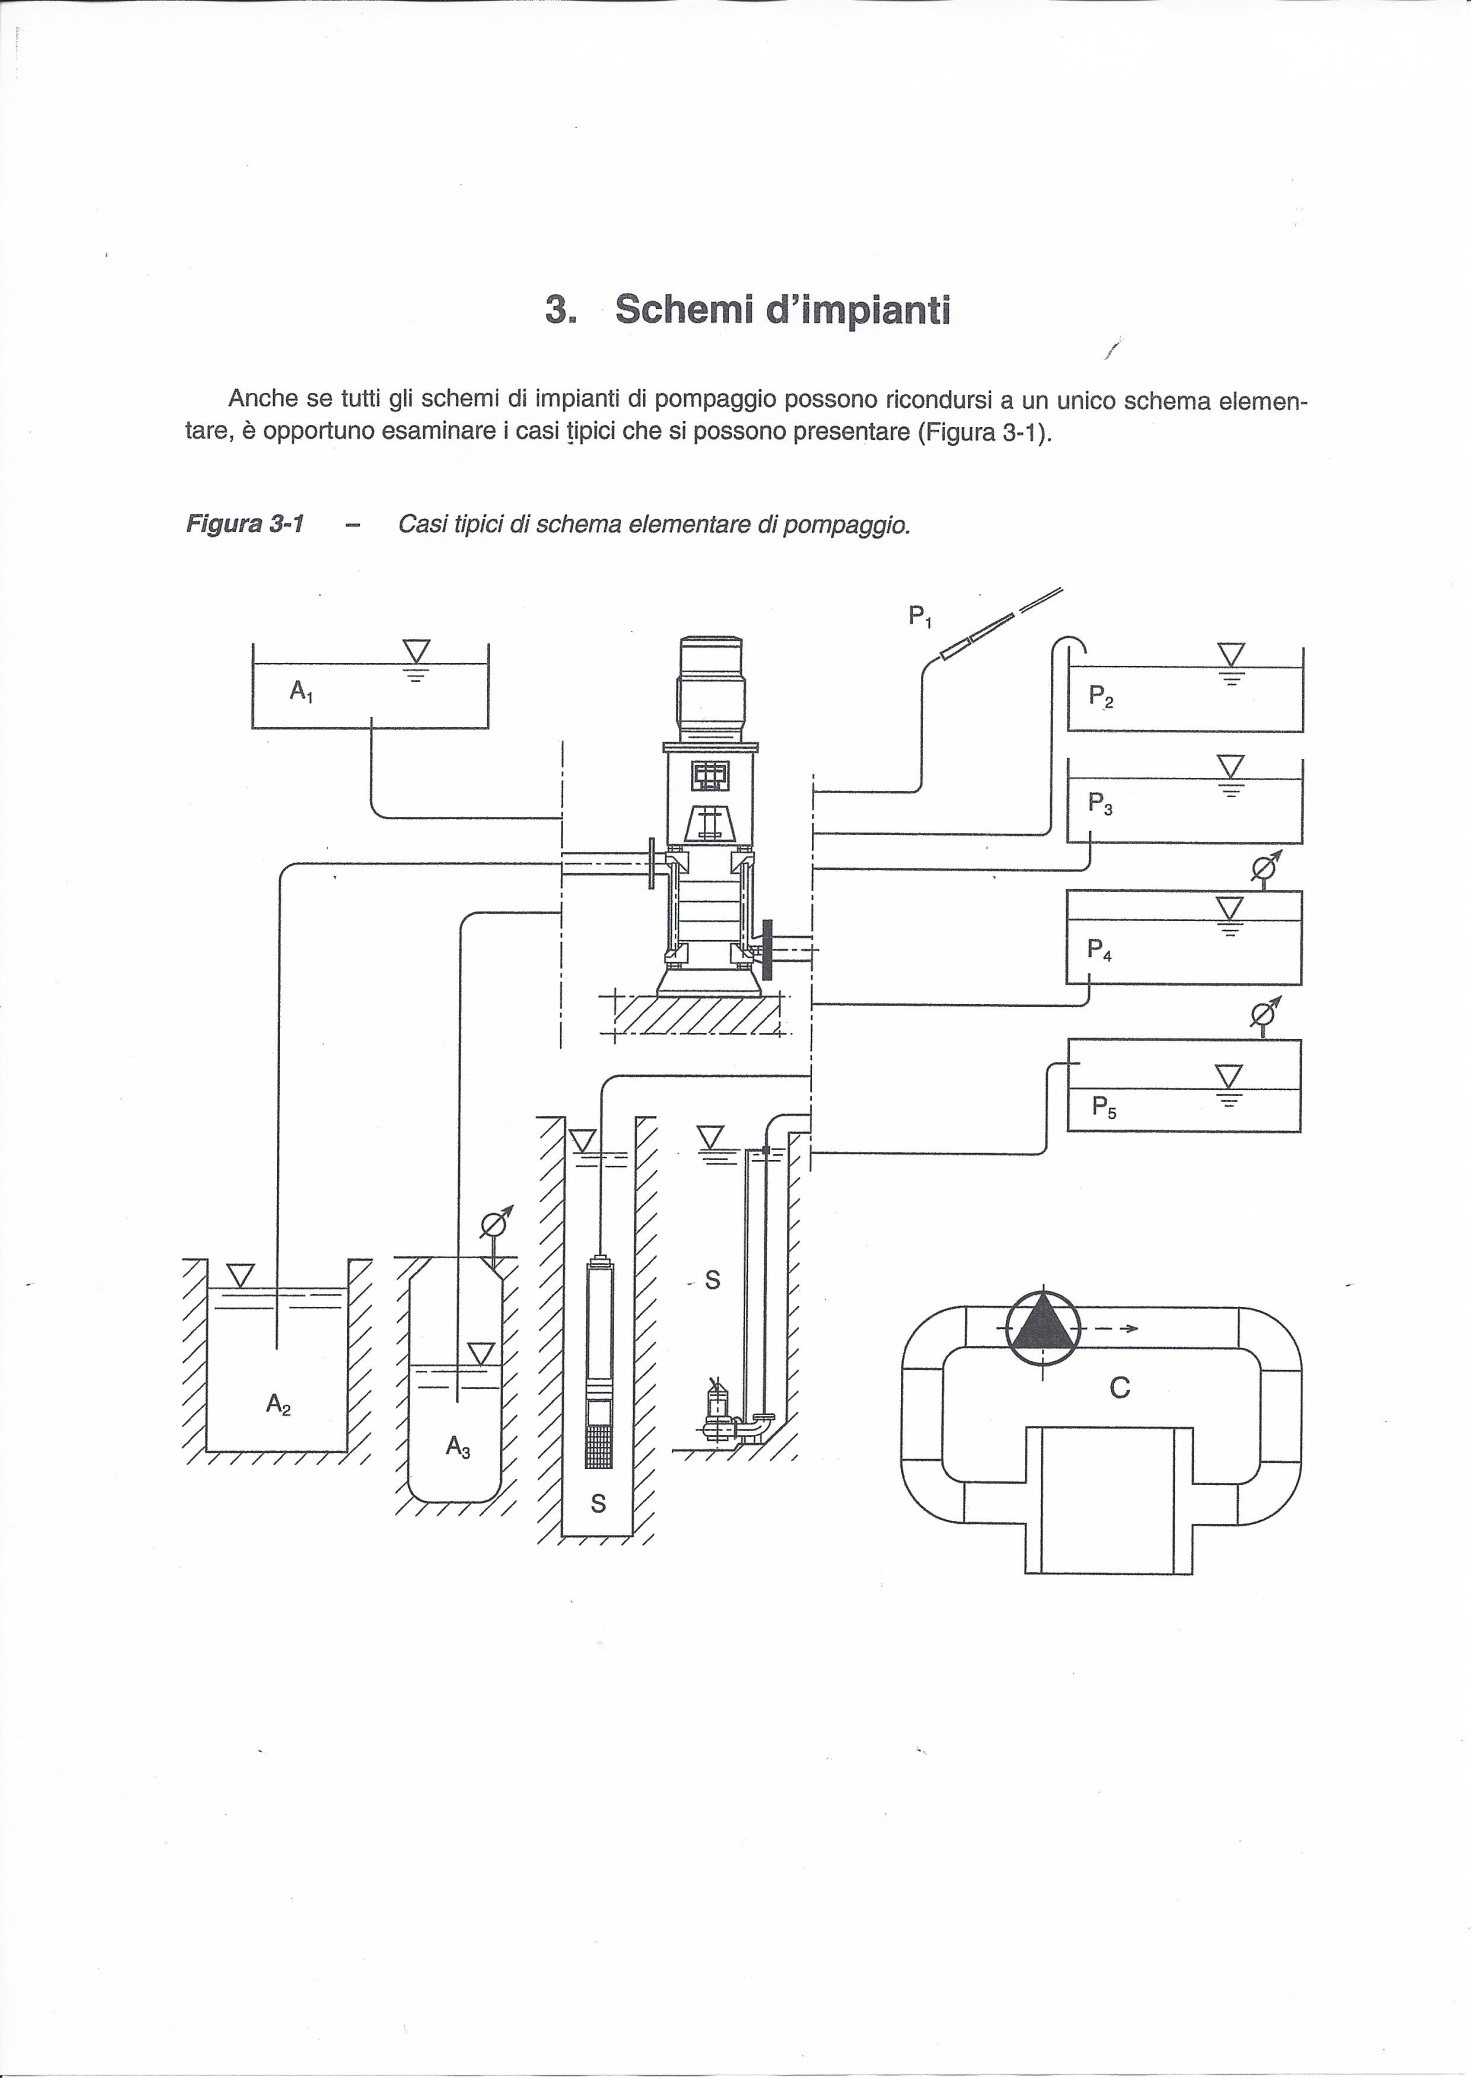 3. Schemi d'impianti
Anche se tutti gli schemi di impianti di pompaggio possono ricondursi a un unico schema elemen-
tare, è opportuno esaminare i casi tipici che si possono presentare (Figura 3-1).
Figura 3-1 – Casi tipici di schema elementare di pompaggio.
P1
A1
P2
P3
P4
P5
S
C
A2
A3
S